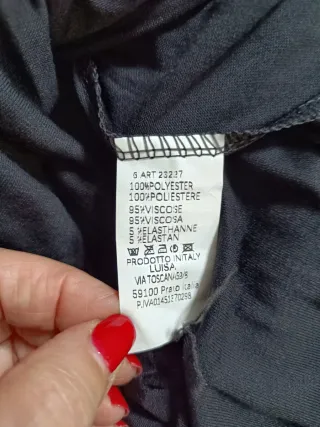 6 ART 23237
100%POLYESTER
100%POLIESTERE
95%VISCOSE
95%VISCOSA
5 %ELASTHANNE
5 %ELASTAN
PRODOTTO IN ITALY
LUISA
VIA TOSCANA
59100 Prato Italia